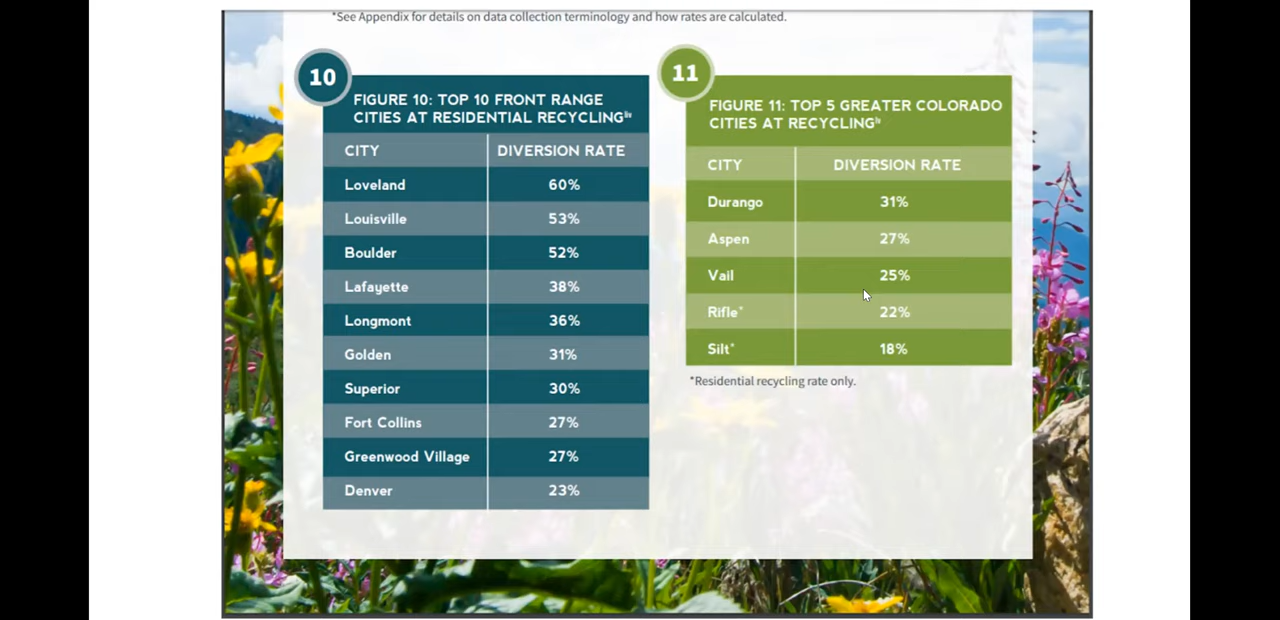 *See Appendix for details on data collection terminology and how rates are calculated.
10
FIGURE 10: TOP 10 FRONT RANGE
CITIES AT RESIDENTIAL RECYCLINGliv
CITY DIVERSION RATE
Loveland 60%
Louisville 53%
Boulder 52%
Lafayette 38%
Longmont 36%
Golden 31%
Superior 30%
Fort Collins 27%
Greenwood Village 27%
Denver 23%
11
FIGURE 11: TOP 5 GREATER COLORADO
CITIES AT RECYCLINGlv
CITY DIVERSION RATE
Durango 31%
Aspen 27%
Vail 25%
Rifle* 22%
Silt* 18%
*Residential recycling rate only.